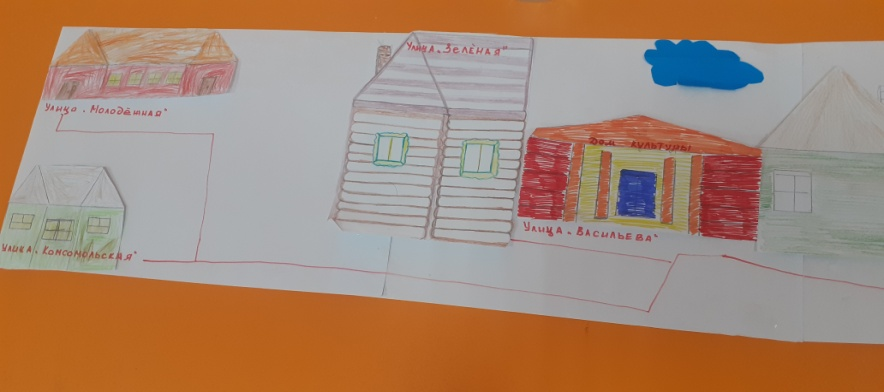 Улица „Молодёжная"
Улица „Комсомольская"
Улица „Зелёная"
Дом культуры
Улица „Васильева"